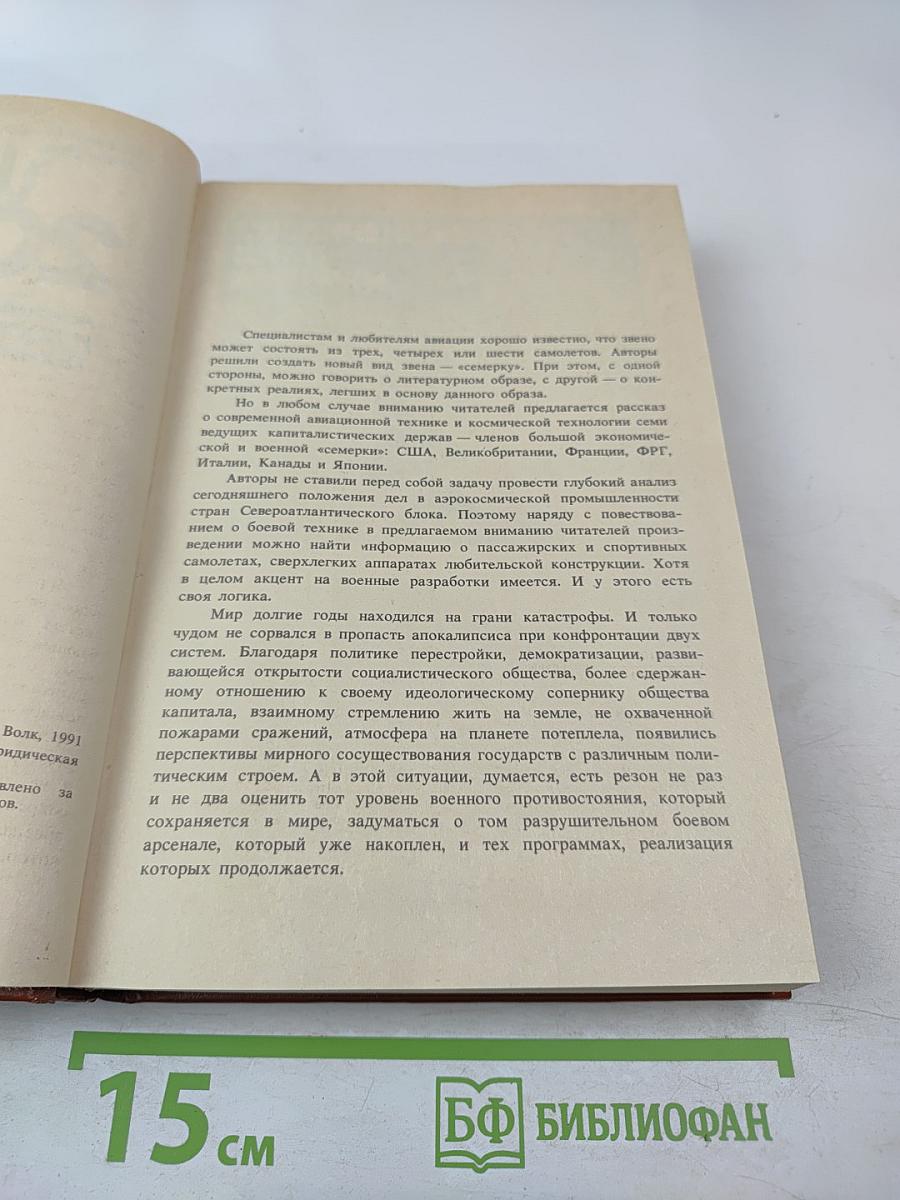 Волк, 1991
ридическая
влено за
ов.
Специалистам и любителям авиации хорошо известно, что звено
может состоять из трех, четырех или шести самолетов. Авторы
решили создать новый вид звена — «семерку». При этом, с одной
стороны, можно говорить о литературном образе, с другой — о кон-
кретных реалиях, легших в основу данного образа.
Но в любом случае вниманию читателей предлагается рассказ
о современной авиационной технике и космической технологии семи
ведущих капиталистических держав — членов большой экономиче-
ской и военной «семерки»: США, Великобритании, Франции, ФРГ,
Италии, Канады и Японии.
Авторы не ставили перед собой задачу провести глубокий анализ
сегодняшнего положения дел в аэрокосмической промышленности
стран Североатлантического блока. Поэтому наряду с повествова-
нием о боевой технике в предлагаемом вниманию читателей произ-
ведении можно найти информацию о пассажирских и спортивных
самолетах, сверхлегких аппаратах любительской конструкции. Хотя
в целом акцент на военные разработки имеется. И у этого есть
своя логика.
Мир долгие годы находился на грани катастрофы. И только
чудом не сорвался в пропасть апокалипсиса при конфронтации двух
систем. Благодаря политике перестройки, демократизации, разви-
вающейся открытости социалистического общества, более сдержан-
ному отношению к своему идеологическому сопернику общества
капитала, взаимному стремлению жить на земле, не охваченной
пожарами сражений, атмосфера на планете потеплела, появились
перспективы мирного сосуществования государств с различным поли-
тическим строем. А в этой ситуации, думается, есть резон не раз
и не два оценить тот уровень военного противостояния, который
сохраняется в мире, задуматься о том разрушительном боевом
арсенале, который уже накоплен, и тех программах, реализация
которых продолжается.
15 см
БФ БИБЛИОФАН